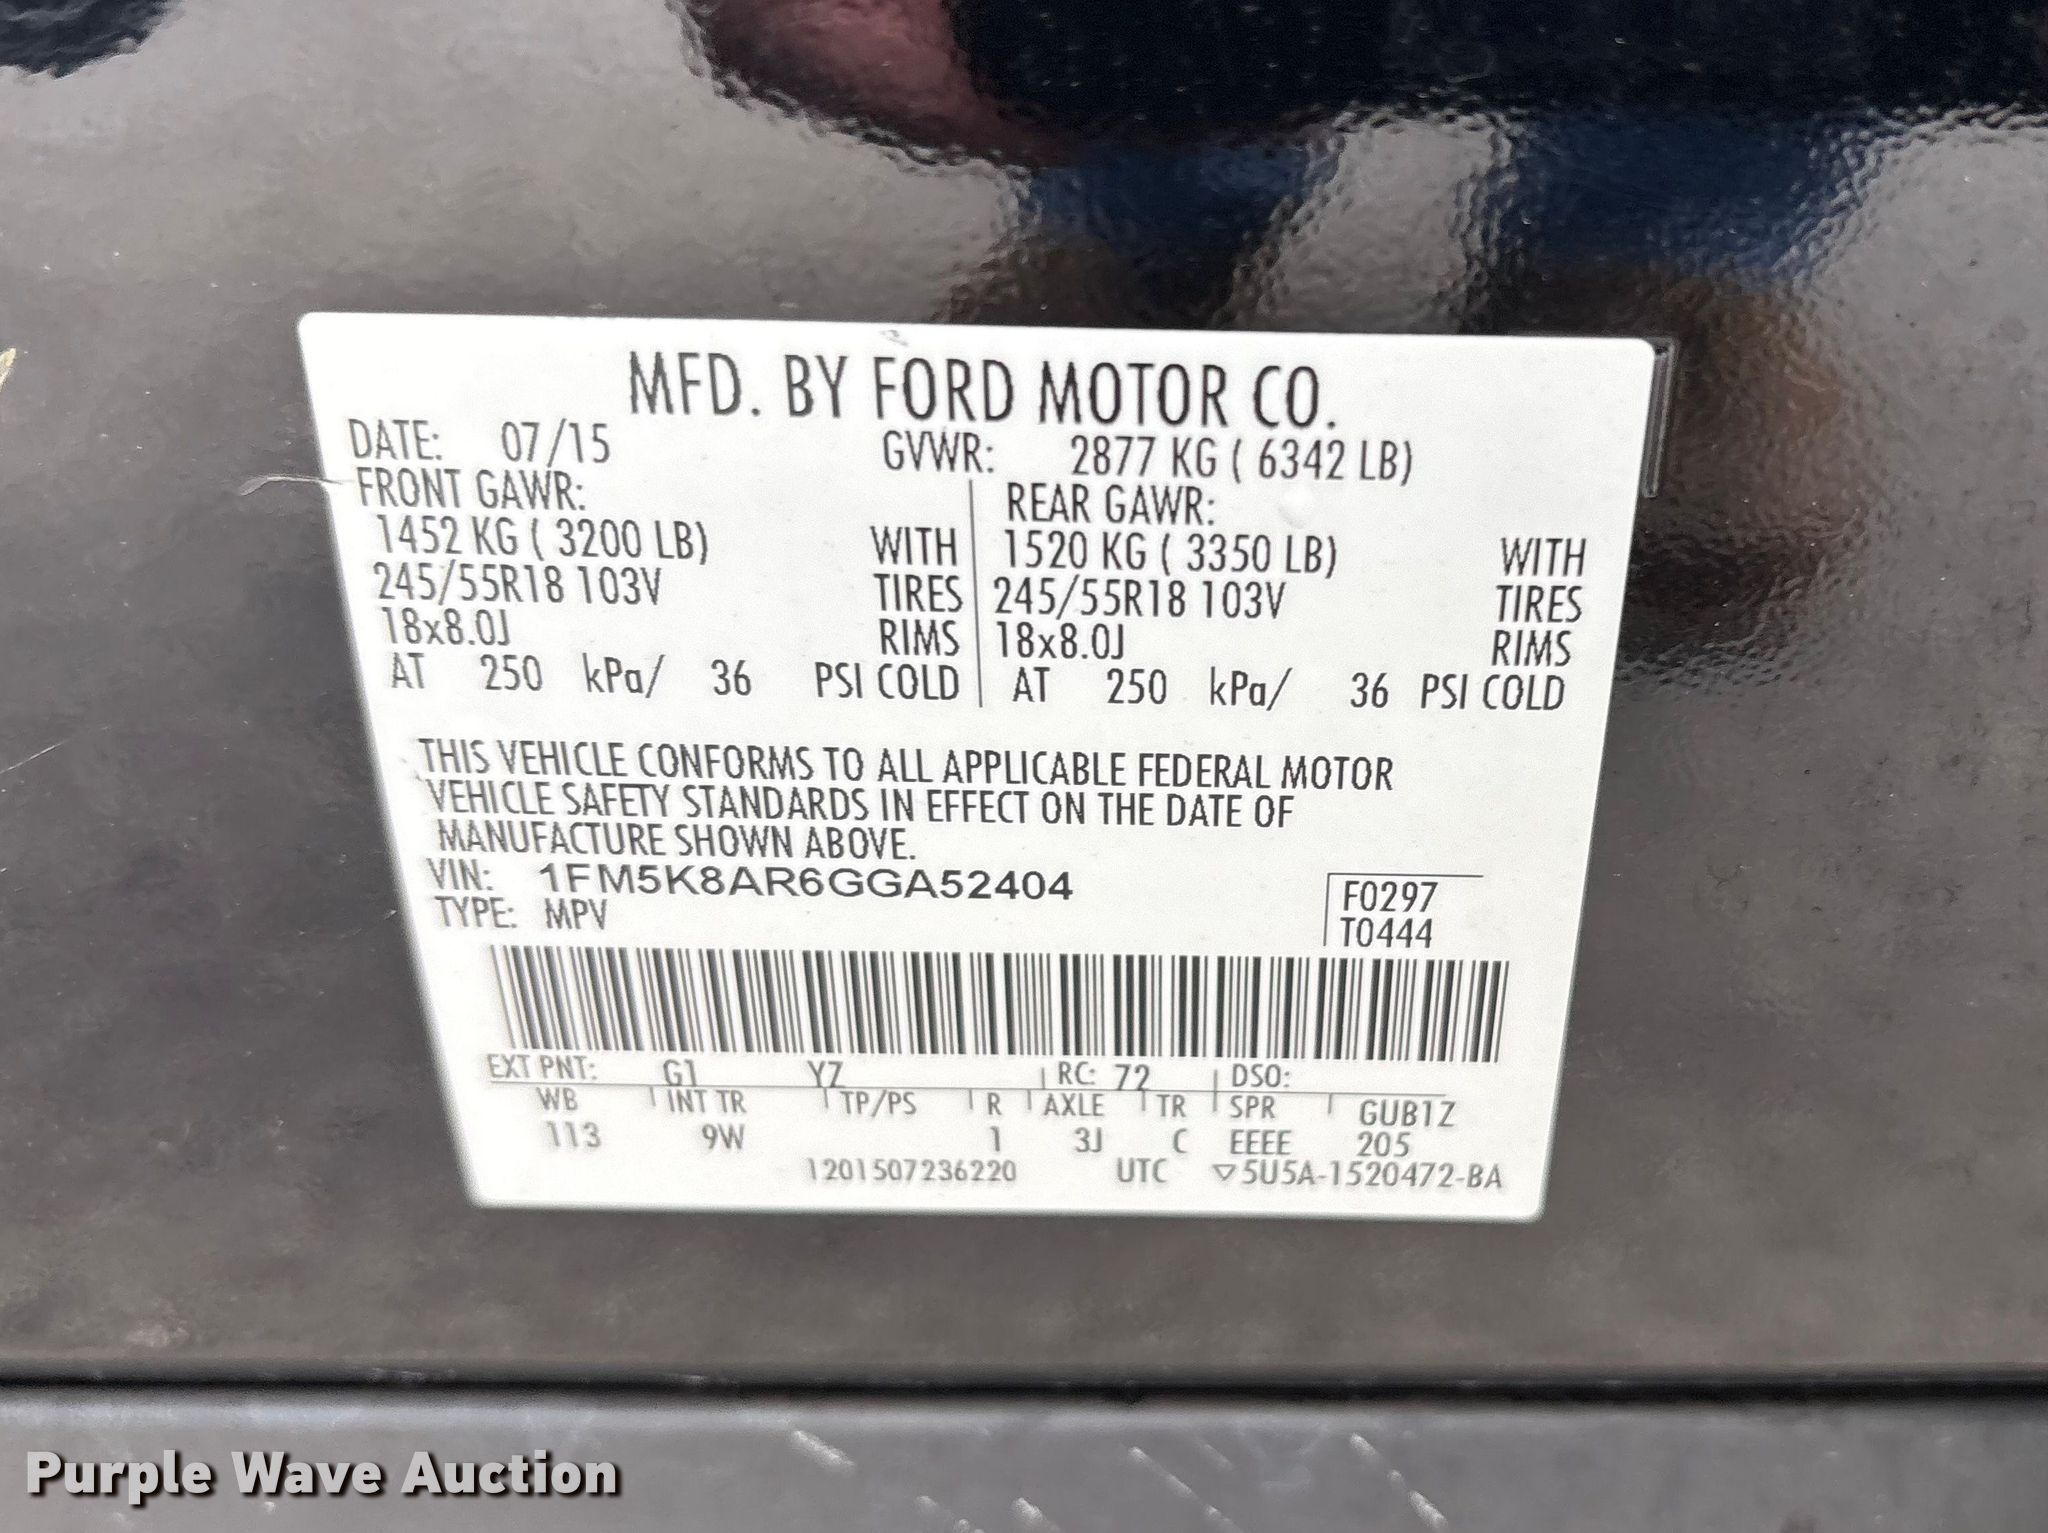 MFD. BY FORD MOTOR CO.
DATE: 07/15 GVWR: 2877 KG ( 6342 LB)
FRONT GAWR: REAR GAWR:
1452 KG ( 3200 LB) WITH 1520 KG ( 3350 LB) WITH
245/55R18 103V TIRES 245/55R18 103V TIRES
18x8.0J RIMS 18x8.0J RIMS
AT 250 kPa/ 36 PSI COLD AT 250 kPa/ 36 PSI COLD
THIS VEHICLE CONFORMS TO ALL APPLICABLE FEDERAL MOTOR
VEHICLE SAFETY STANDARDS IN EFFECT ON THE DATE OF
MANUFACTURE SHOWN ABOVE.
VIN: 1FM5K8AR6GGA52404 F0297
TYPE: MPV T0444
EXT PNT: G1 YZ RC: 72 DSO:
WB INT TR TP/PS R AXLE TR SPR GUB1Z
113 9W 1 3J C EEEE 205
1201507236220 UTC ▽5U5A-1520472-BA
Purple Wave Auction